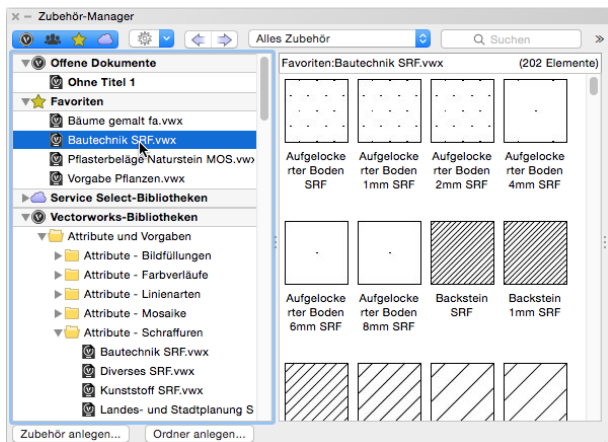 Zubehör-Manager
Alles Zubehör
Suchen
Offene Dokumente
Ohne Titel 1
Favoriten
Bäume gemalt fa.vwx
Bautechnik SRF.vwx
Pflasterbeläge Naturstein MOS.vwx
Vorgabe Pflanzen.vwx
Service Select-Bibliotheken
Vectorworks-Bibliotheken
Attribute und Vorgaben
Attribute - Bildfüllungen
Attribute - Farbverläufe
Attribute - Linienarten
Attribute - Mosaike
Attribute - Schraffuren
Bautechnik SRF.vwx
Diverses SRF.vwx
Kunststoff SRF.vwx
Landes- und Stadtplanung S
Favoriten:Bautechnik SRF.vwx (202 Elemente)
Aufgelocke Aufgelocke Aufgelocke Aufgelocke
rter Boden rter Boden rter Boden rter Boden
SRF 1mm SRF 2mm SRF 4mm SRF
Aufgelocke Aufgelocke Backstein Backstein
rter Boden rter Boden SRF 1mm SRF
6mm SRF 8mm SRF
Zubehör anlegen... Ordner anlegen...